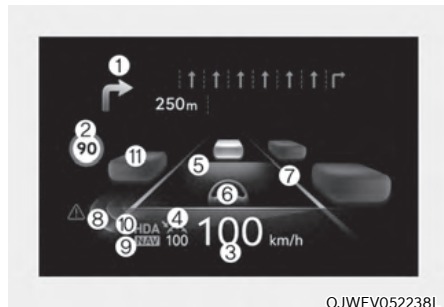 ①
250m
②
90
⑪
⑤
⑥
⑦
⑧
⑩ HDA ④
⑨ NAV 100
100 km/h
③
OJWEV052238L